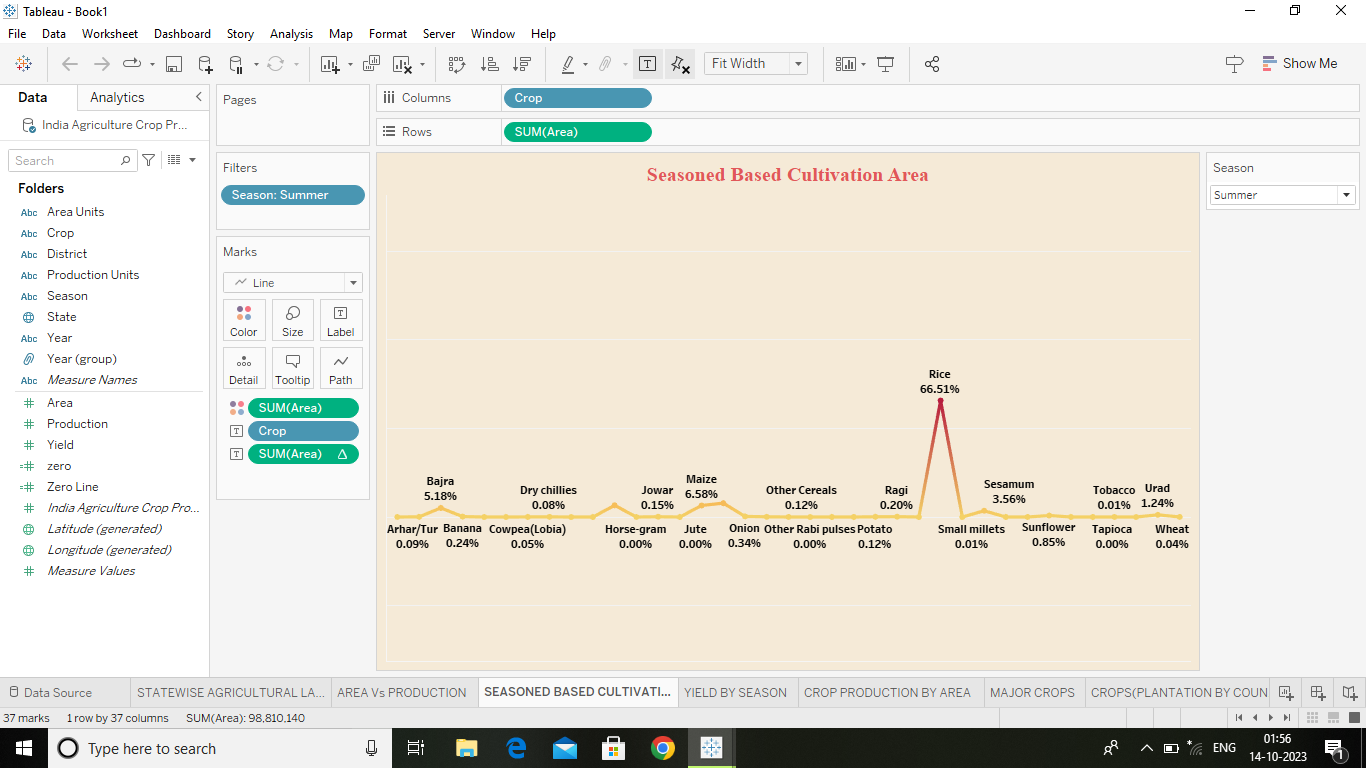 Tableau - Book1
File Data Worksheet Dashboard Story Analysis Map Format Server Window Help
Fit Width
Show Me
Data Analytics
India Agriculture Crop Pr...
Search
Folders
Abc Area Units
Abc Crop
Abc District
Abc Production Units
Abc Season
State
Abc Year
Year (group)
Abc Measure Names
Area
Production
Yield
zero
Zero Line
India Agriculture Crop Pro...
Latitude (generated)
Longitude (generated)
Measure Values
Pages
Filters
Season: Summer
Marks
Line
Color Size Label
Detail Tooltip Path
SUM(Area)
Crop
SUM(Area) Δ
Columns Crop
Rows SUM(Area)
Seasoned Based Cultivation Area
Rice
66.51%
Bajra
5.18%
Dry chillies
0.08%
Jowar
0.15%
Maize
6.58%
Other Cereals
0.12%
Ragi
0.20%
Sesamum
3.56%
Tobacco
0.01%
Urad
1.24%
Arhar/Tur
0.09%
Banana
0.24%
Cowpea(Lobia)
0.05%
Horse-gram
0.00%
Jute
0.00%
Onion
0.34%
Other Rabi pulses
0.00%
Potato
0.12%
Small millets
0.01%
Sunflower
0.85%
Tapioca
0.00%
Wheat
0.04%
Season
Summer
Data Source STATEWISE AGRICULTURAL LA... AREA Vs PRODUCTION SEASONED BASED CULTIVATI... YIELD BY SEASON CROP PRODUCTION BY AREA MAJOR CROPS CROPS(PLANTATION BY COUN
37 marks 1 row by 37 columns SUM(Area): 98,810,140
Type here to search
ENG
01:56
14-10-2023
1